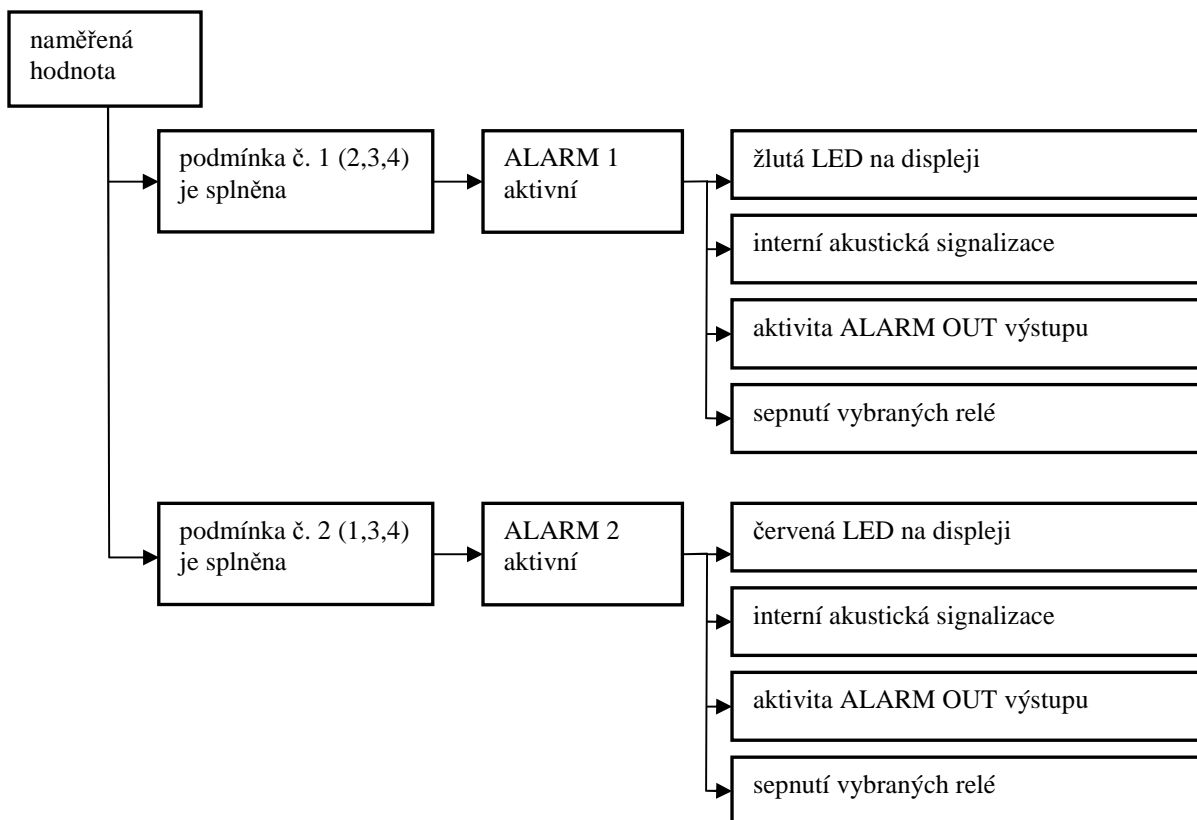 naměřená
hodnota
podmínka č. 1 (2,3,4)
je splněna
ALARM 1
aktivní
žlutá LED na displeji
interní akustická signalizace
aktivita ALARM OUT výstupu
sepnutí vybraných relé
podmínka č. 2 (1,3,4)
je splněna
ALARM 2
aktivní
červená LED na displeji
interní akustická signalizace
aktivita ALARM OUT výstupu
sepnutí vybraných relé